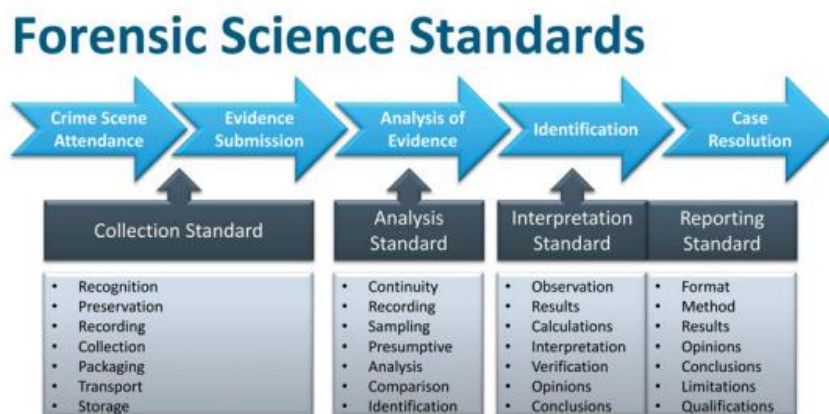 Forensic Science Standards
Crime Scene
Attendance
Evidence
Submission
Analysis of
Evidence
Identification
Case
Resolution
Collection Standard
Analysis
Standard
Interpretation
Standard
Reporting
Standard
• Recognition
• Preservation
• Recording
• Collection
• Packaging
• Transport
• Storage
• Continuity
• Recording
• Sampling
• Presumptive
• Analysis
• Comparison
• Identification
• Observation
• Results
• Calculations
• Interpretation
• Verification
• Opinions
• Conclusions
• Format
• Method
• Results
• Opinions
• Conclusions
• Limitations
• Qualifications